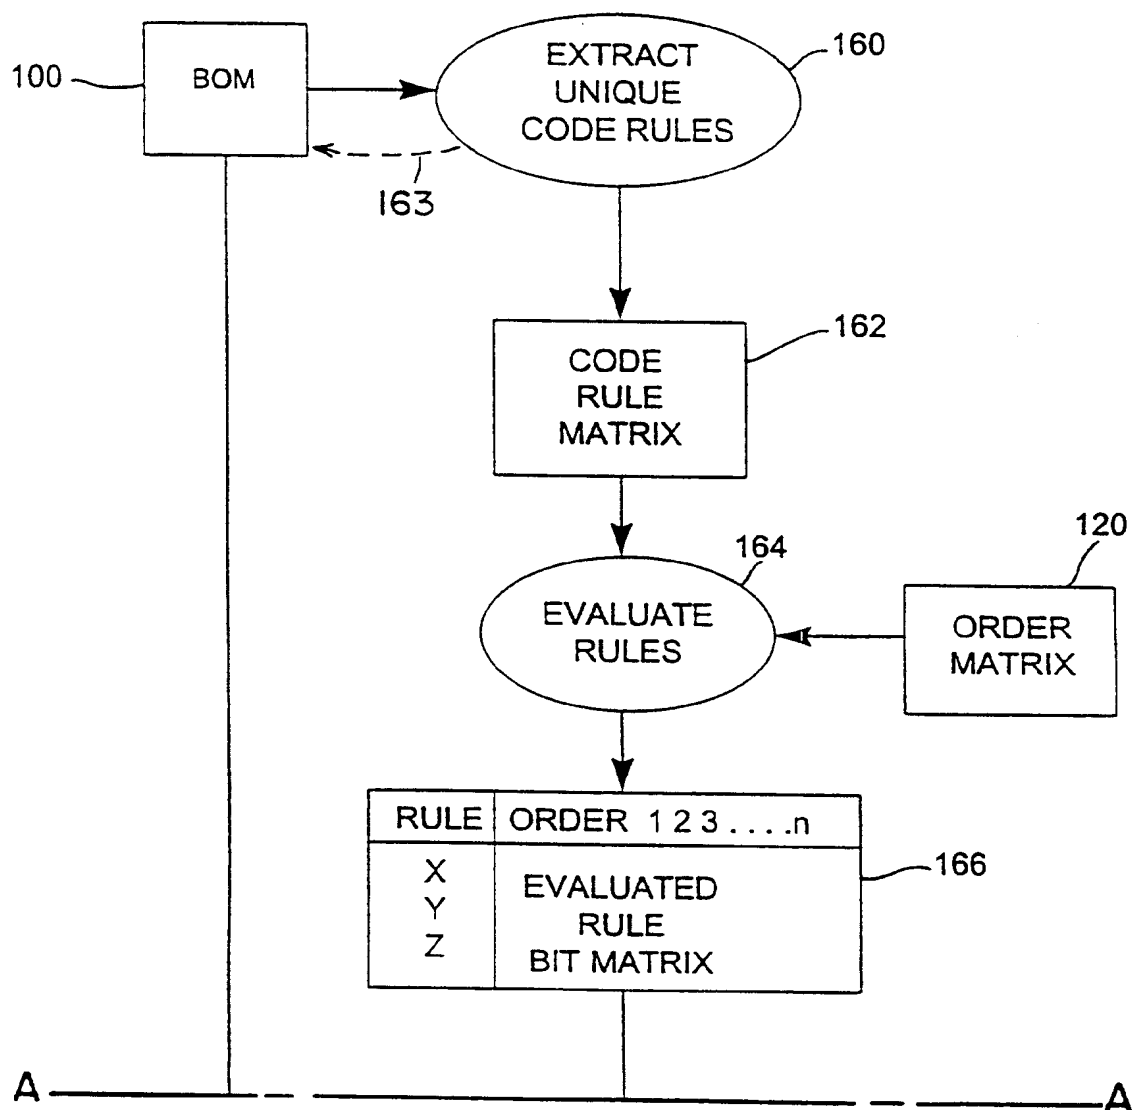 100
BOM
EXTRACT
UNIQUE
CODE RULES
160
163
CODE
RULE
MATRIX
162
EVALUATE
RULES
164
120
ORDER
MATRIX
RULE ORDER 1 2 3 . . . .n
X
Y
Z
EVALUATED
RULE
BIT MATRIX
166
A A